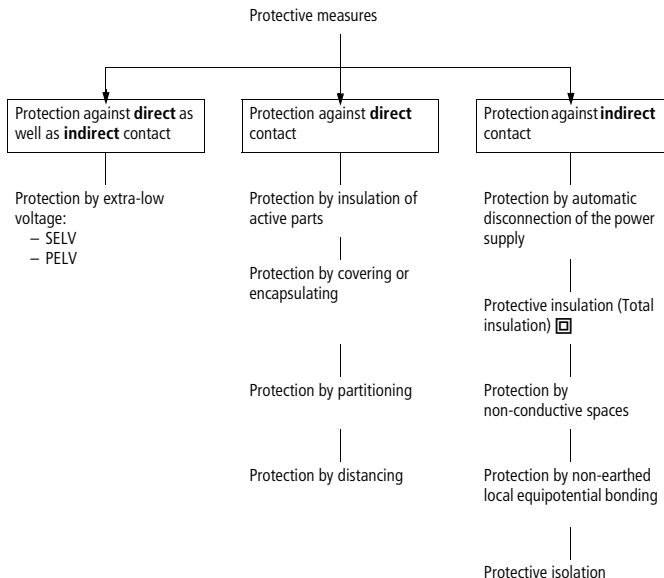 Protective measures
Protection against direct as
well as indirect contact
Protection by extra-low
voltage:
– SELV
– PELV
Protection against direct
contact
Protection by insulation of
active parts
Protection by covering or
encapsulating
Protection by partitioning
Protection by distancing
Protection against indirect
contact
Protection by automatic
disconnection of the power
supply
Protective insulation (Total
insulation)
Protection by
non-conductive spaces
Protection by non-earthed
local equipotential bonding
Protective isolation